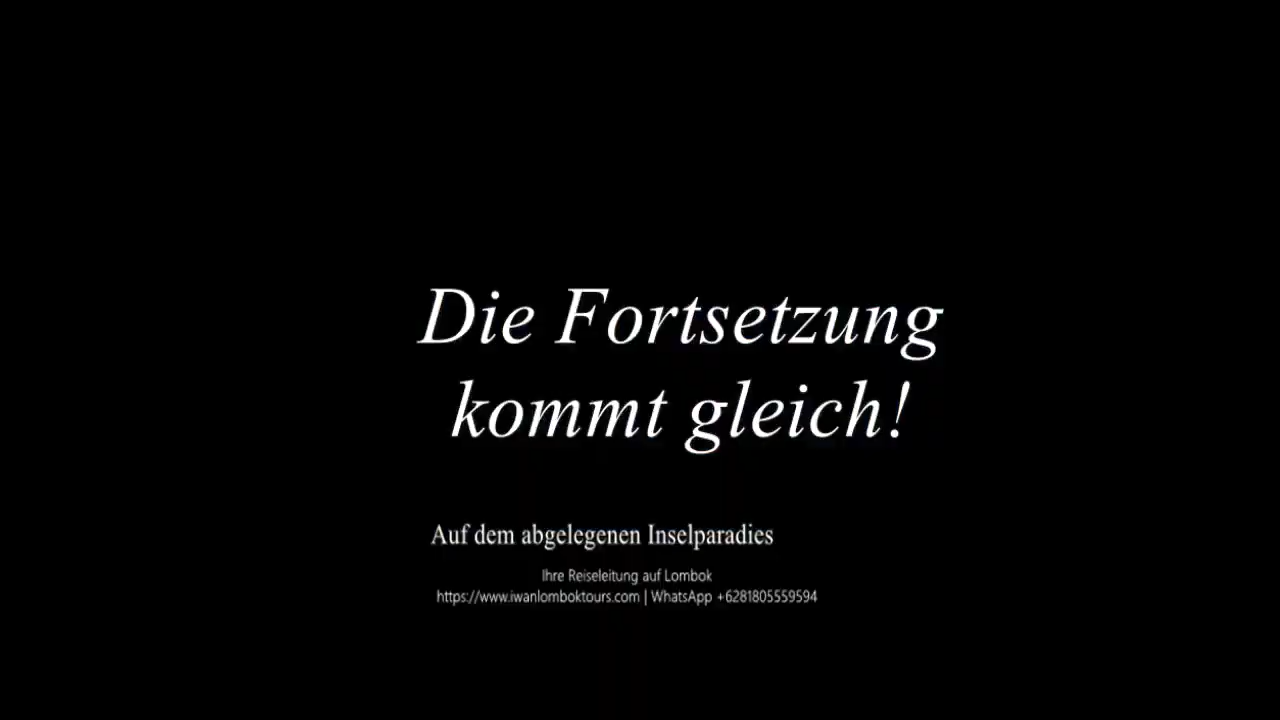 Die Fortsetzung
kommt gleich!
Auf dem abgelegenen Inselparadies
Ihre Reiseleitung auf Lombok
https://www.iwanlomboktours.com | WhatsApp +6281805559594